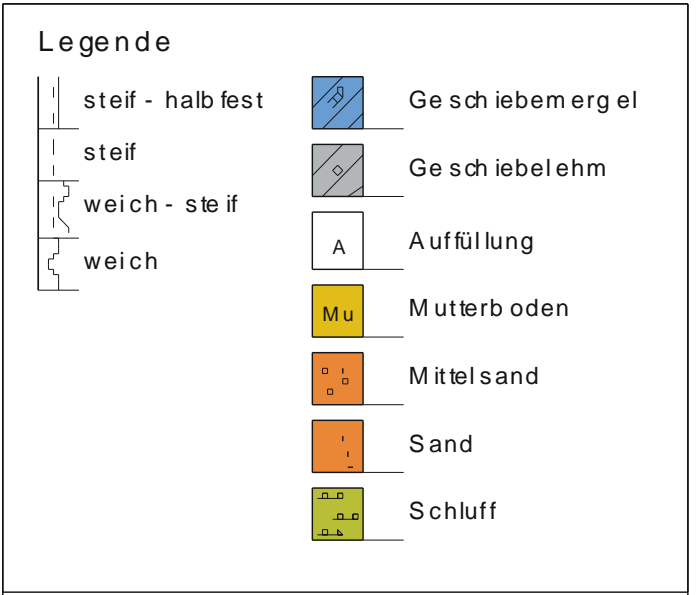 Legende
steif - halbfest
steif
weich - steif
weich
Geschiebemergel
Geschiebelehm
A
Auffüllung
Mu
Mutterboden
Mittelsand
Sand
Schluff